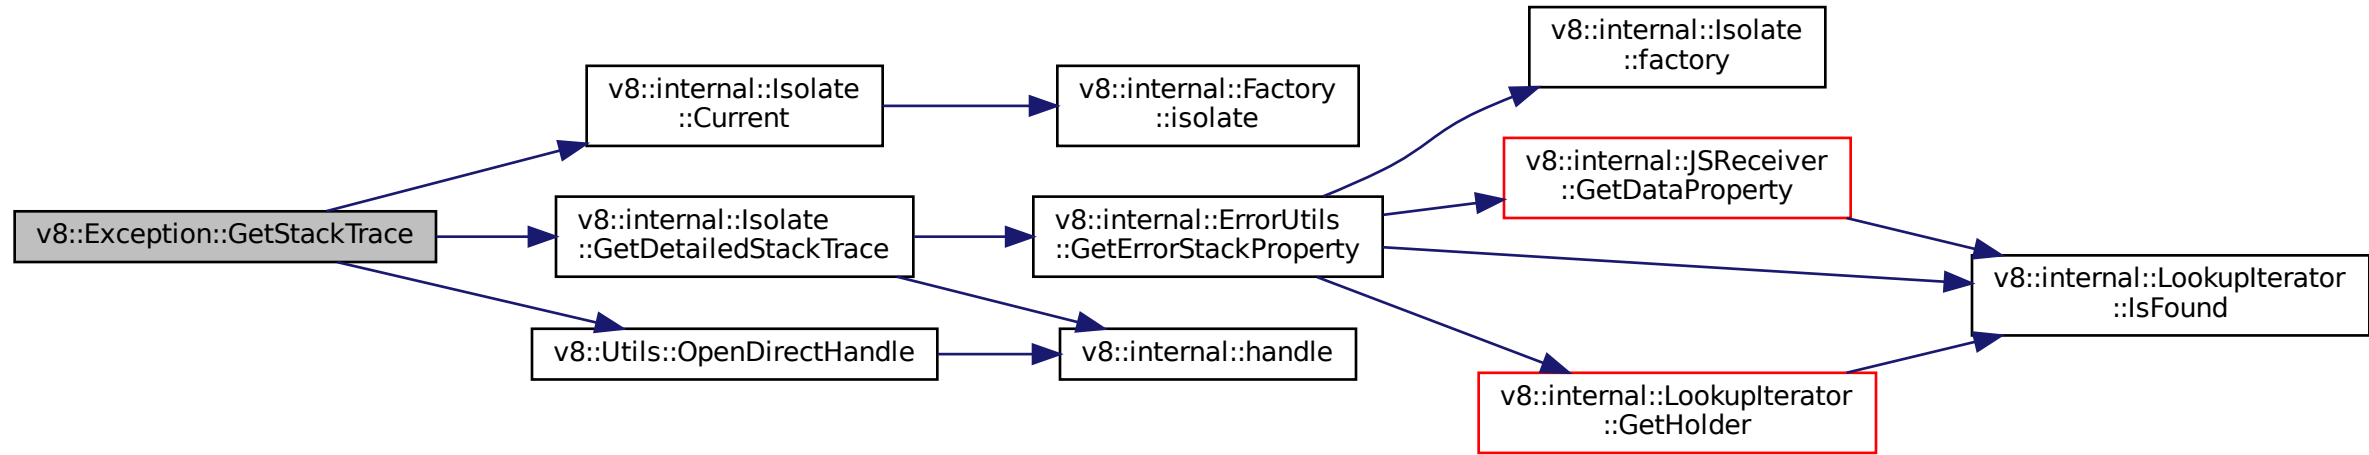 v8::Exception::GetStackTrace
v8::internal::Isolate
::Current
v8::internal::Factory
::isolate
v8::internal::Isolate
::GetDetailedStackTrace
v8::internal::ErrorUtils
::GetErrorStackProperty
v8::Utils::OpenDirectHandle
v8::internal::handle
v8::internal::Isolate
::factory
v8::internal::JSReceiver
::GetDataProperty
v8::internal::LookupIterator
::IsFound
v8::internal::LookupIterator
::GetHolder